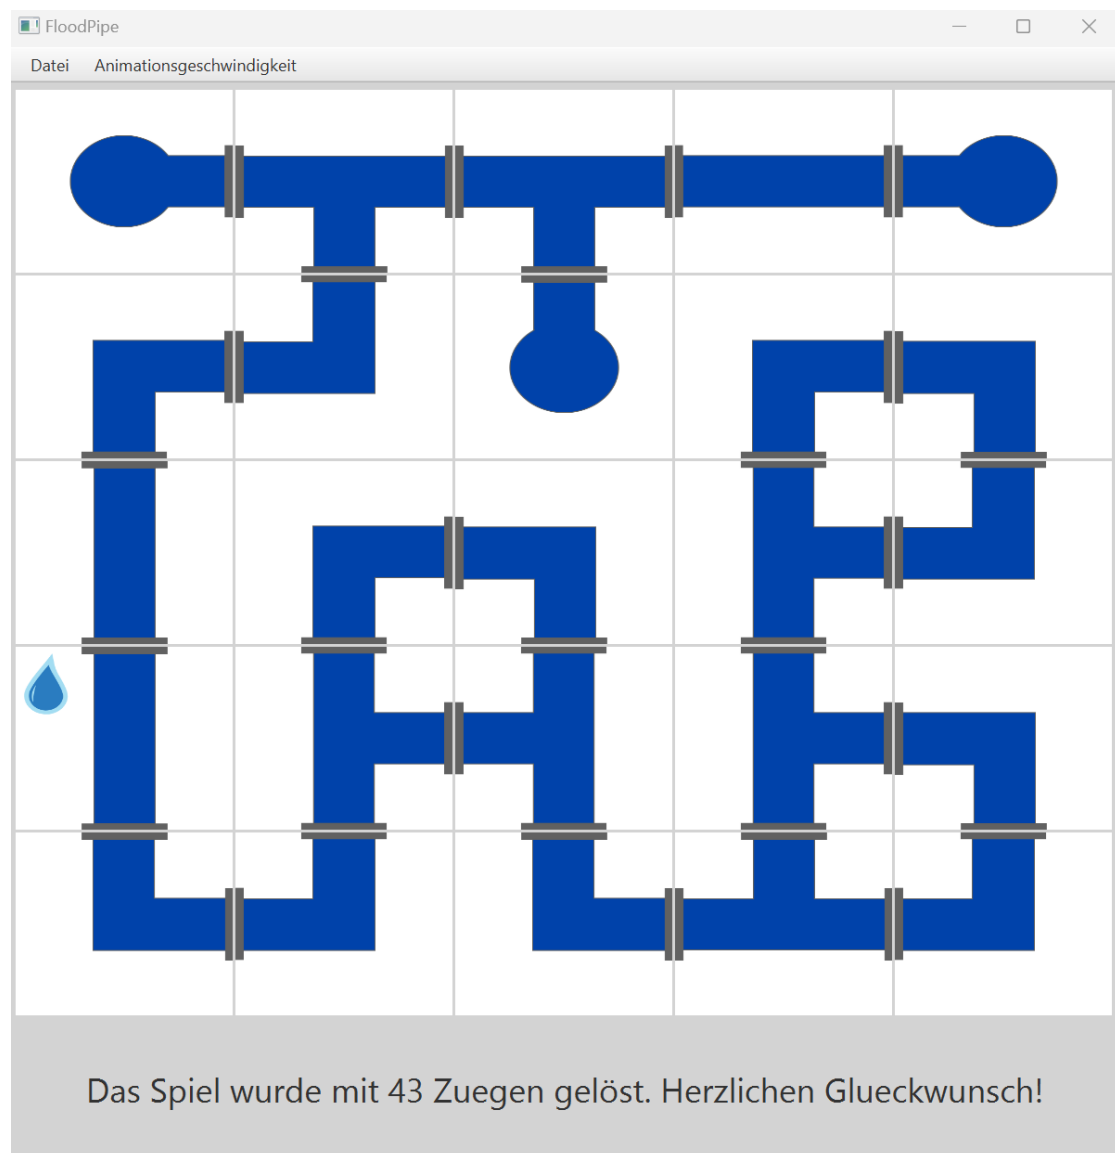 FloodPipe
Datei Animationsgeschwindigkeit
Das Spiel wurde mit 43 Zuegen gelöst. Herzlichen Glueckwunsch!